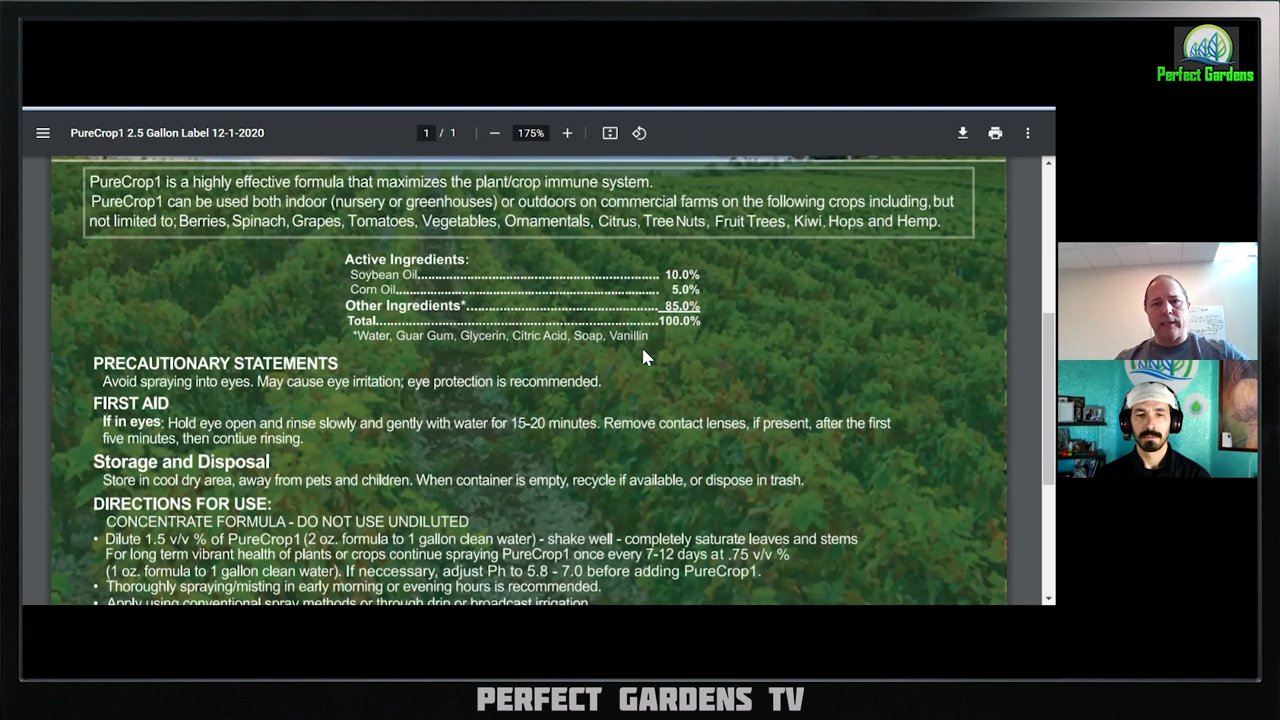 Perfect Gardens
PureCrop1 2.5 Gallon Label 12-1-2020
1 / 1
175%
PureCrop1 is a highly effective formula that maximizes the plant/crop immune system.
PureCrop1 can be used both indoor (nursery or greenhouses) or outdoors on commercial farms on the following crops including, but
not limited to; Berries, Spinach, Grapes, Tomatoes, Vegetables, Ornamentals, Citrus, Tree Nuts, Fruit Trees, Kiwi, Hops and Hemp.
Active Ingredients:
Soybean Oil............................................................ 10.0%
Corn Oil................................................................. 5.0%
Other Ingredients*................................................ 85.0%
Total......................................................................100.0%
*Water, Guar Gum, Glycerin, Citric Acid, Soap, Vanillin
PRECAUTIONARY STATEMENTS
Avoid spraying into eyes. May cause eye irritation; eye protection is recommended.
FIRST AID
If in eyes: Hold eye open and rinse slowly and gently with water for 15-20 minutes. Remove contact lenses, if present, after the first
five minutes, then contiue rinsing.
Storage and Disposal
Store in cool dry area, away from pets and children. When container is empty, recycle if available, or dispose in trash.
DIRECTIONS FOR USE:
CONCENTRATE FORMULA - DO NOT USE UNDILUTED
• Dilute 1.5 v/v % of PureCrop1 (2 oz. formula to 1 gallon clean water) - shake well - completely saturate leaves and stems
For long term vibrant health of plants or crops continue spraying PureCrop1 once every 7-12 days at .75 v/v %
(1 oz. formula to 1 gallon clean water). If neccessary, adjust Ph to 5.8 - 7.0 before adding PureCrop1.
• Thoroughly spraying/misting in early morning or evening hours is recommended.
• Apply using conventional spray methods or through drip or broadcast irrigation
PERFECT GARDENS TV